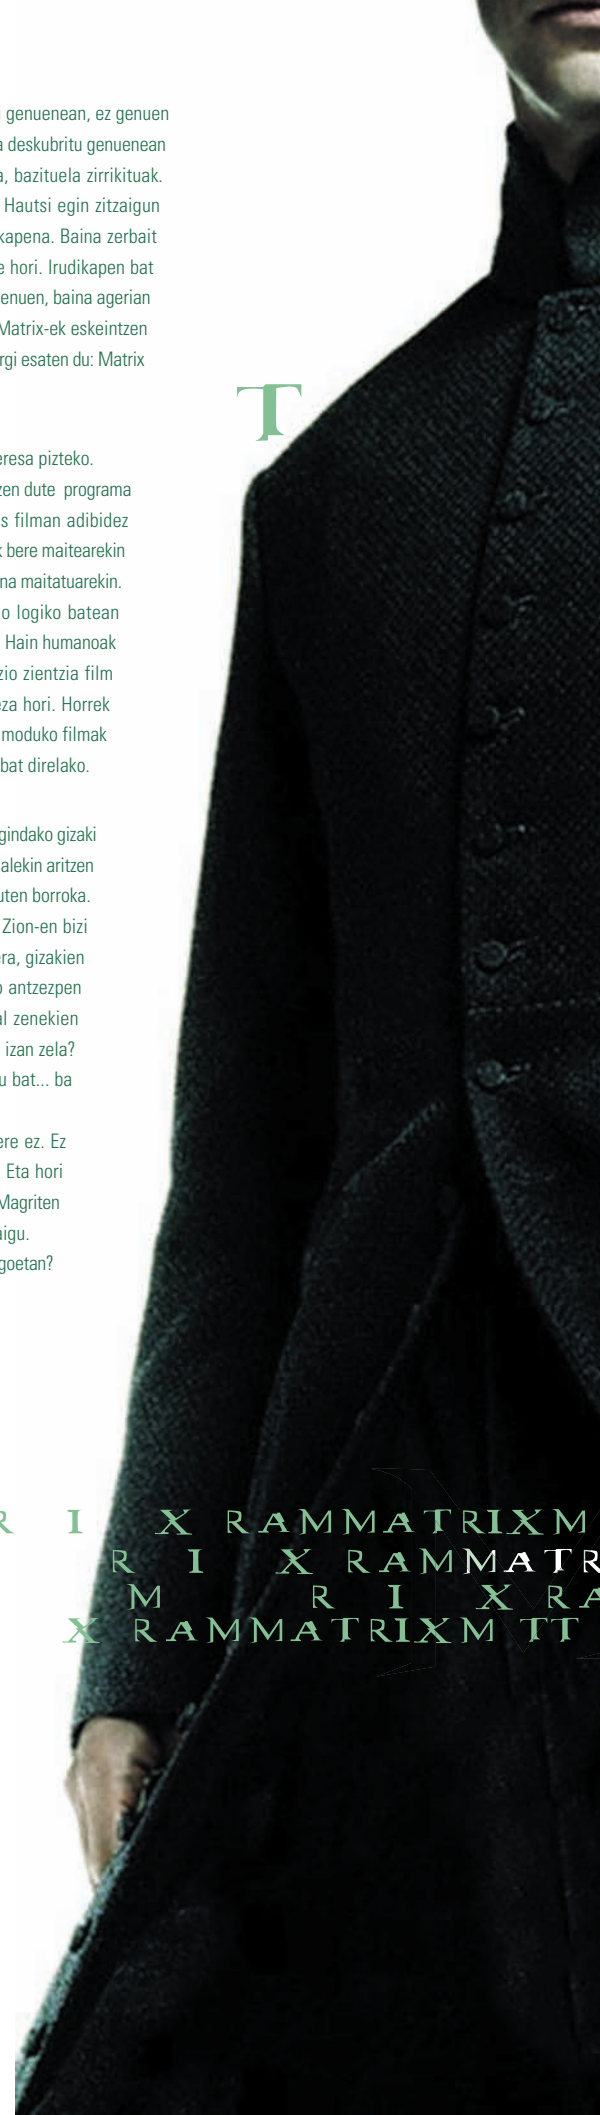 genuenean, ez genuen
deskubritu genuenean
bazituela zirrikituak.
Hautsi egin zitzaigun
kapena. Baina zerbait
hori. Irudikapen bat
enuen, baina agerian
Matrix-ek eskeintzen
rgi esaten du: Matrix
T
eresa pizteko.
zen dute programa
s filman adibidez
bere maitearekin
na maitatuarekin.
o logiko batean
Hain humanoak
zio zientzia film
eza hori. Horrek
moduko filmak
bat direlako.
gindako gizaki
alekin aritzen
uten borroka.
Zion-en bizi
era, gizakien
antzezpen
al zenekien
izan zela?
u bat... ba
ere ez. Ez
Eta hori
Magriten
aigu.
goetan?
R I X RAMMATRIXM
R I X RAMMATR
M R I X RA
X RAMMATRIXM TT